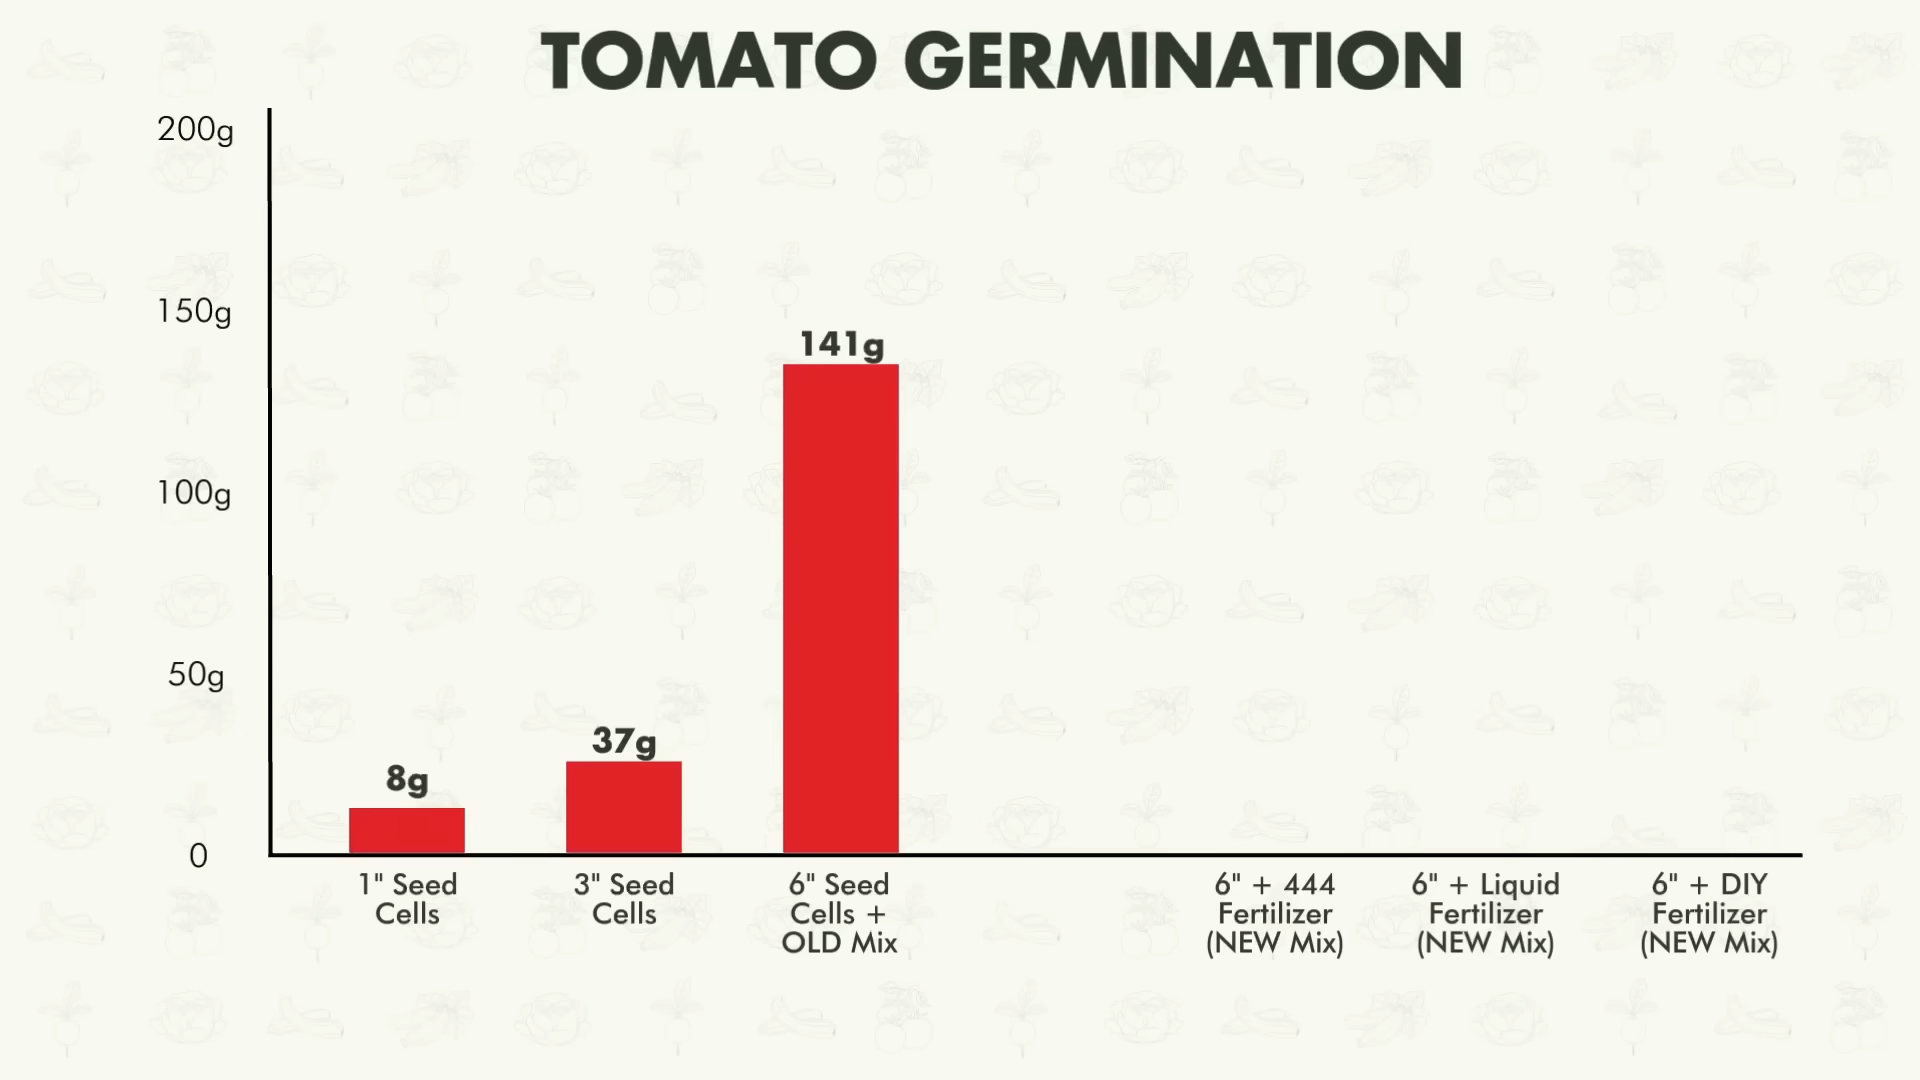 TOMATO GERMINATION
200g
150g
100g
50g
0
8g
37g
141g
1" Seed
Cells
3" Seed
Cells
6" Seed
Cells +
OLD Mix
6" + 444
Fertilizer
(NEW Mix)
6" + Liquid
Fertilizer
(NEW Mix)
6" + DIY
Fertilizer
(NEW Mix)